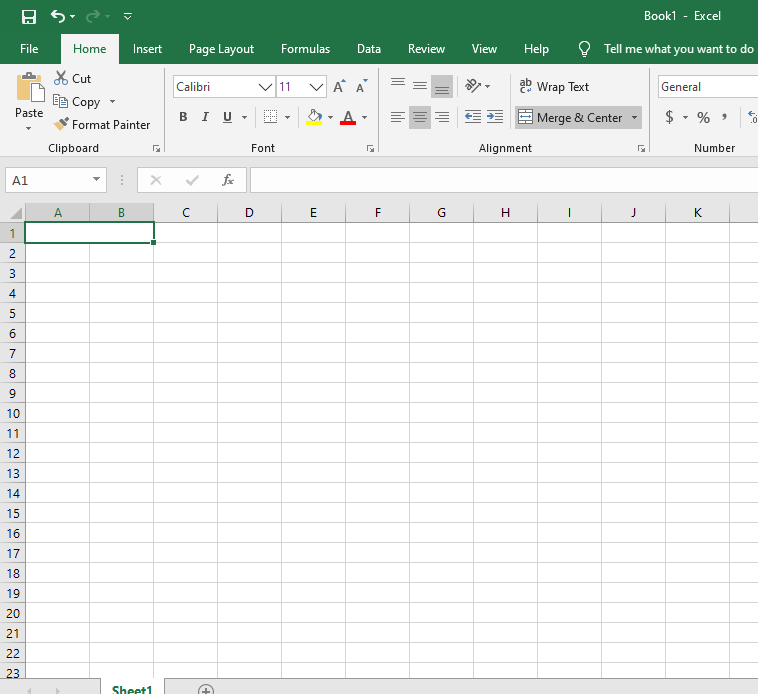 Book1 - Excel
File Home Insert Page Layout Formulas Data Review View Help Tell me what you want to do
Cut
Copy
Format Painter
Paste
Clipboard
Calibri 11 A A
B I U A
Font
ab Wrap Text
Merge & Center
Alignment
General
$ % ,
Number
A1 fx
A B C D E F G H I J K
1
2
3
4
5
6
7
8
9
10
11
12
13
14
15
16
17
18
19
20
21
22
23
Sheet1